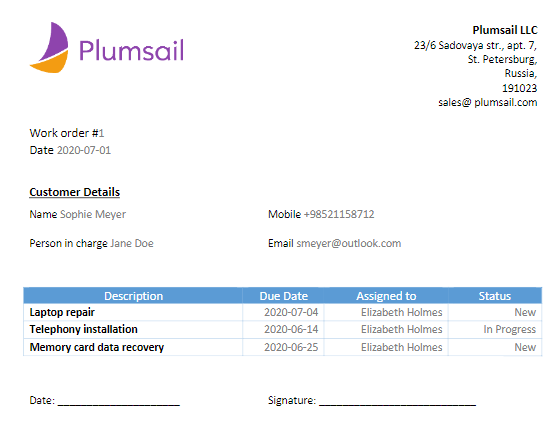 Plumsail
Plumsail LLC
23/6 Sadovaya str., apt. 7,
St. Petersburg,
Russia,
191023
sales@ plumsail.com
Work order #1
Date 2020-07-01
Customer Details
Name Sophie Meyer Mobile +98521158712
Person in charge Jane Doe Email smeyer@outlook.com
Description Due Date Assigned to Status
Laptop repair 2020-07-04 Elizabeth Holmes New
Telephony installation 2020-06-14 Elizabeth Holmes In Progress
Memory card data recovery 2020-06-25 Elizabeth Holmes New
Date: ____________________ Signature: __________________________